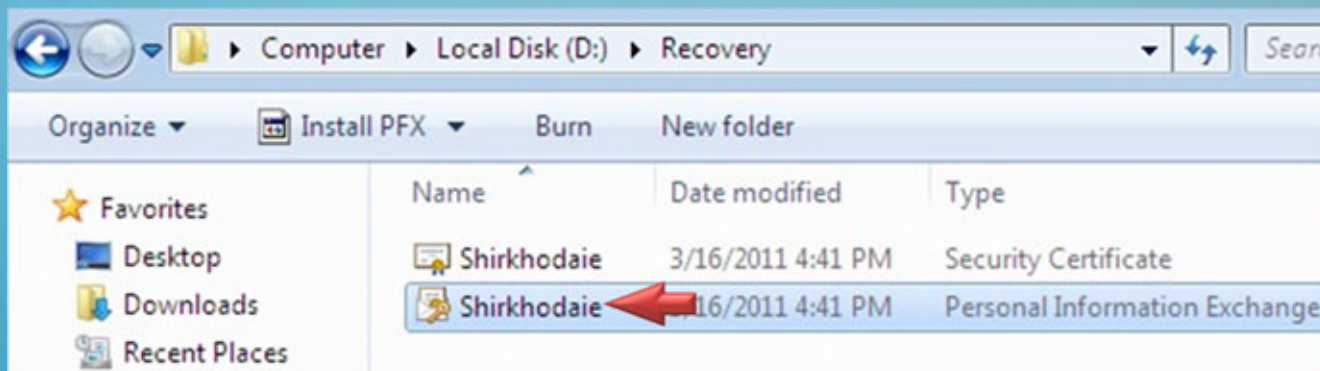 Computer ▸ Local Disk (D:) ▸ Recovery
Organize Install PFX Burn New folder
Favorites
Desktop
Downloads
Recent Places
Name Date modified Type
Shirkhodaie 3/16/2011 4:41 PM Security Certificate
Shirkhodaie 16/2011 4:41 PM Personal Information Exchange